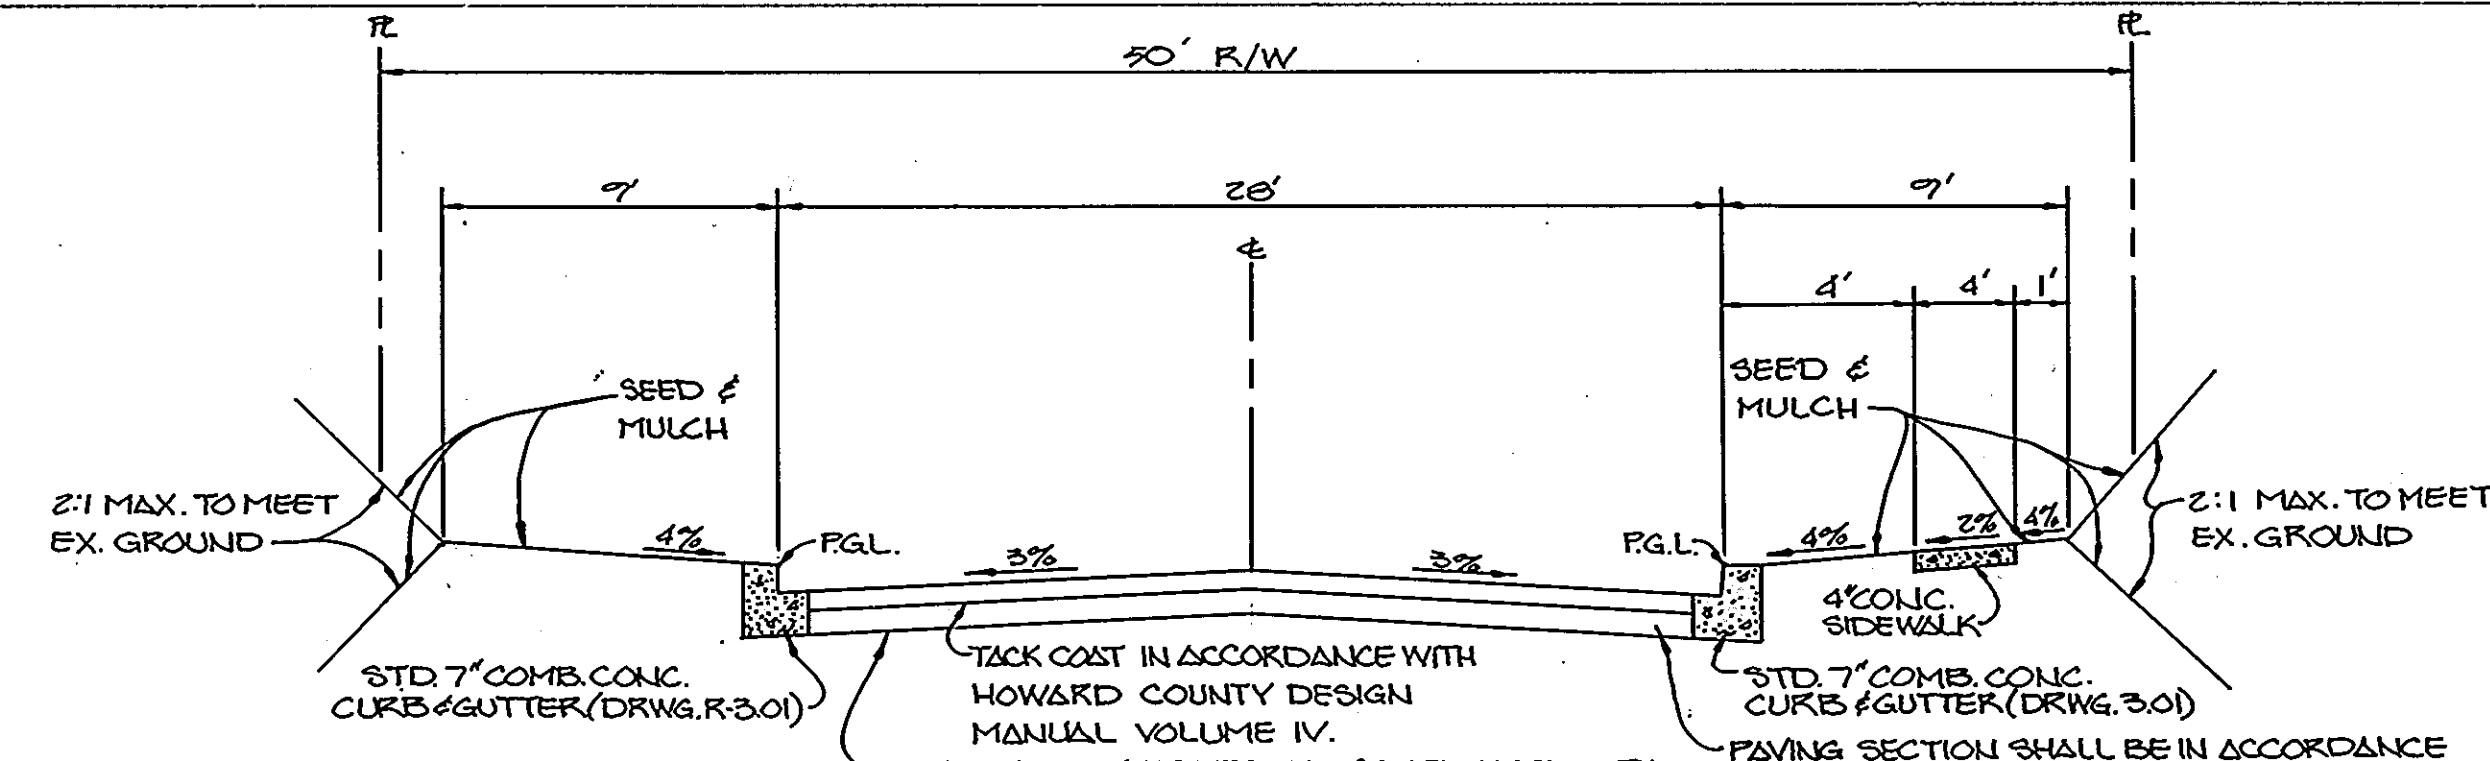 PL
PL
50' R/W
9'
28'
9'
CL
4'
4'
1'
SEED &
MULCH
SEED &
MULCH
2:1 MAX. TO MEET
EX. GROUND
4%
P.G.L.
3%
3%
P.G.L.
4%
2%
4%
2:1 MAX. TO MEET
EX. GROUND
4" CONC.
SIDEWALK
STD. 7" COMB. CONC.
CURB & GUTTER (DRWG. R-3.01)
TACK COAT IN ACCORDANCE WITH
HOWARD COUNTY DESIGN
MANUAL VOLUME IV.
STD. 7" COMB. CONC.
CURB & GUTTER (DRWG. 3.01)
PAVING SECTION SHALL BE IN ACCORDANCE